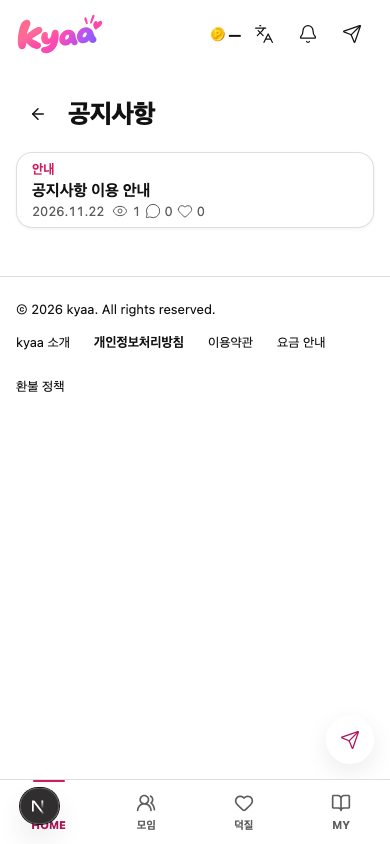 kyaa
공지사항
안내
공지사항 이용 안내
2026.11.22 1 0 0
© 2026 kyaa. All rights reserved.
kyaa 소개 개인정보처리방침 이용약관 요금 안내
환불 정책
N
HOME 모임 덕질 MY